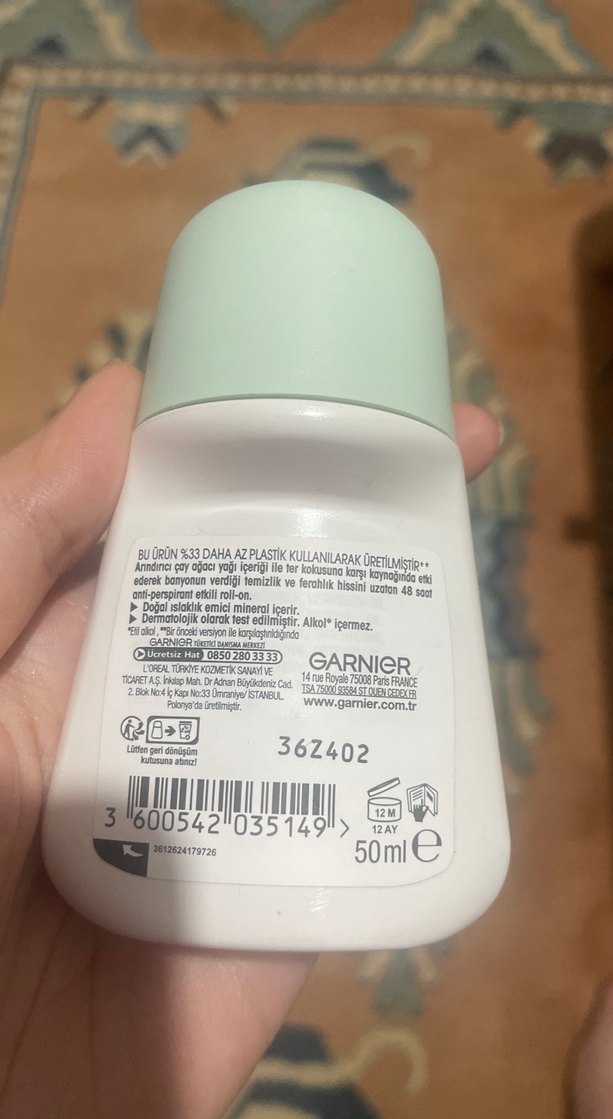 BU ÜRÜN %33 DAHA AZ PLASTİK KULLANILARAK ÜRETİLMİŞTİR**
Arındırıcı çay ağacı yağı içeriği ile ter kokusuna karşı kaynağında etki
ederek banyonun verdiği temizlik ve ferahlık hissini uzatan 48 saat
anti-perspirant etkili roll-on.
▶ Doğal ıslaklık emici mineral içerir.
▶ Dermatolojik olarak test edilmiştir. Alkol* içermez.
*Etil alkol, **Bir önceki versiyon ile karşılaştırıldığında
GARNIER TÜKETİCİ DANIŞMA MERKEZİ
Ücretsiz Hat 0850 280 33 33
L'OREAL TÜRKİYE KOZMETİK SANAYİ VE
TİCARET A.Ş. İnkılap Mah. Dr Adnan Büyükdeniz Cad.
2. Blok No:4 İç Kapı No:33 Ümraniye/ İSTANBUL.
Polonya'da üretilmiştir.
GARNIER
14 rue Royale 75008 Paris FRANCE
TSA 75000 93584 ST OUEN CEDEX FR
www.garnier.com.tr
Lütfen geri dönüşüm
kutusuna atınız!
36Z402
3 600542 035149 >
12 M
12 AY
3612624179726
50 ml e